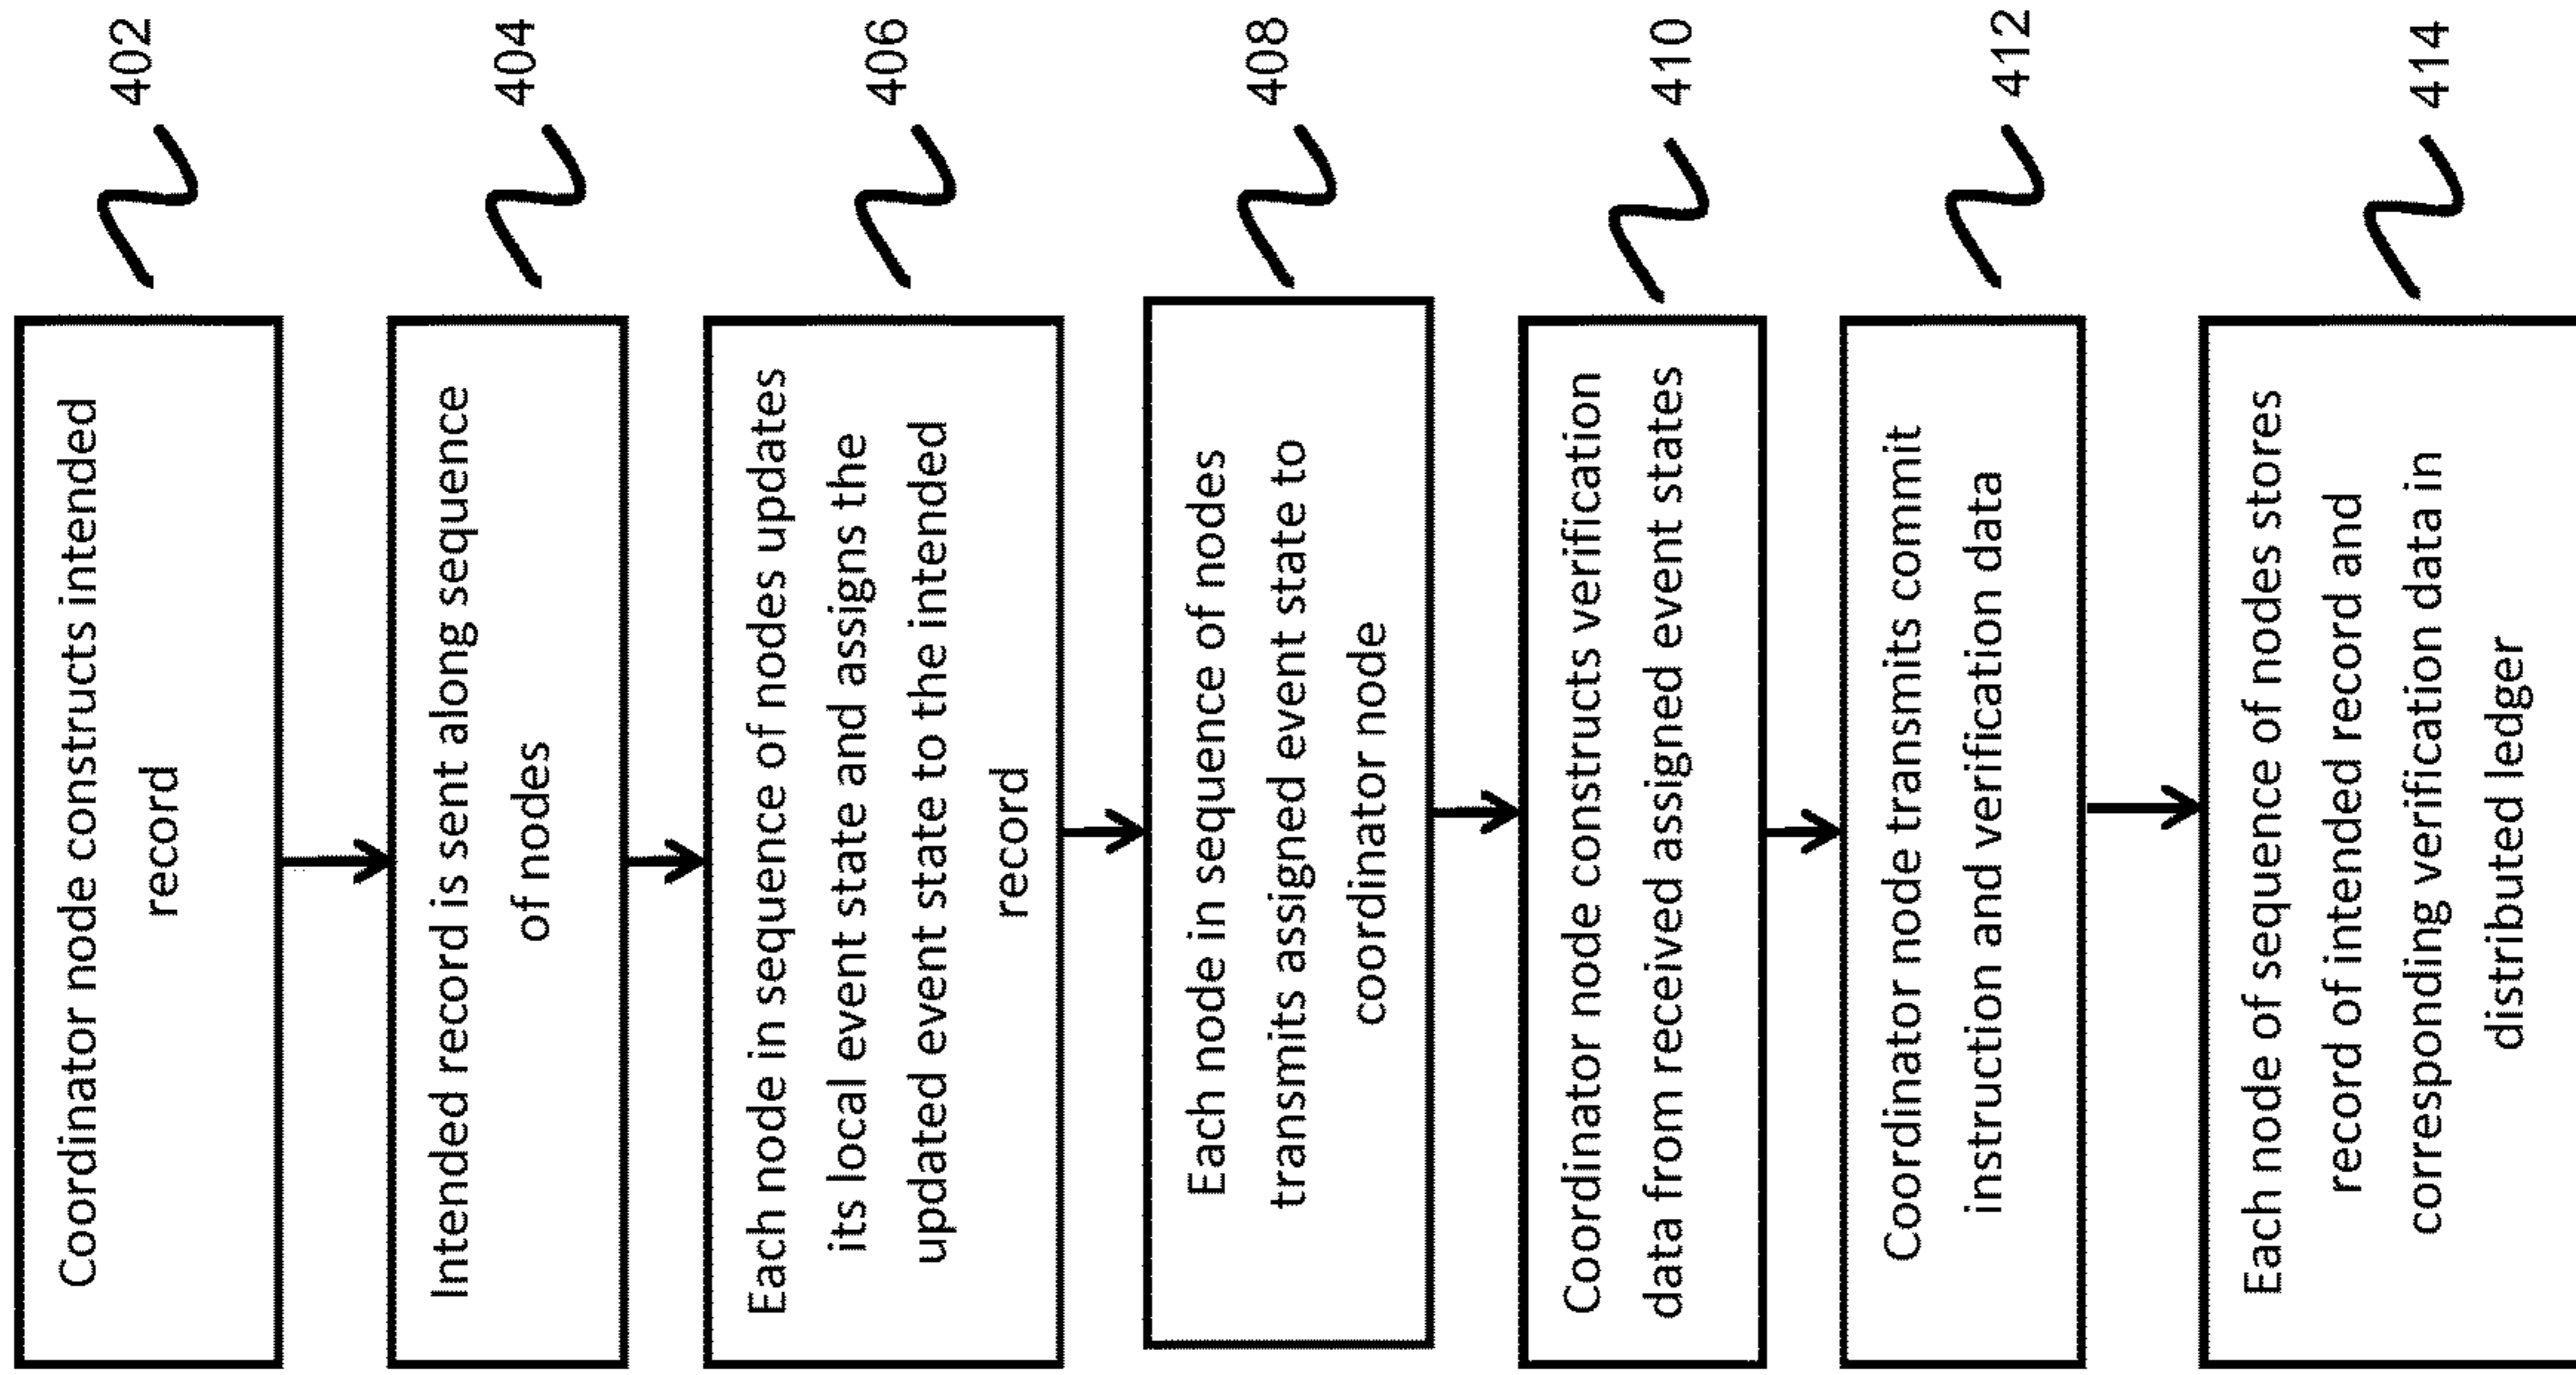 Coordinator node constructs intended
record
402
Intended record is sent along sequence
of nodes
404
Each node in sequence of nodes updates
its local event state and assigns the
updated event state to the intended
record
406
Each node in sequence of nodes
transmits assigned event state to
coordinator node
408
Coordinator node constructs verification
data from received assigned event states
410
Coordinator node transmits commit
instruction and verification data
412
Each node of sequence of nodes stores
record of intended record and
corresponding verification data in
distributed ledger
414